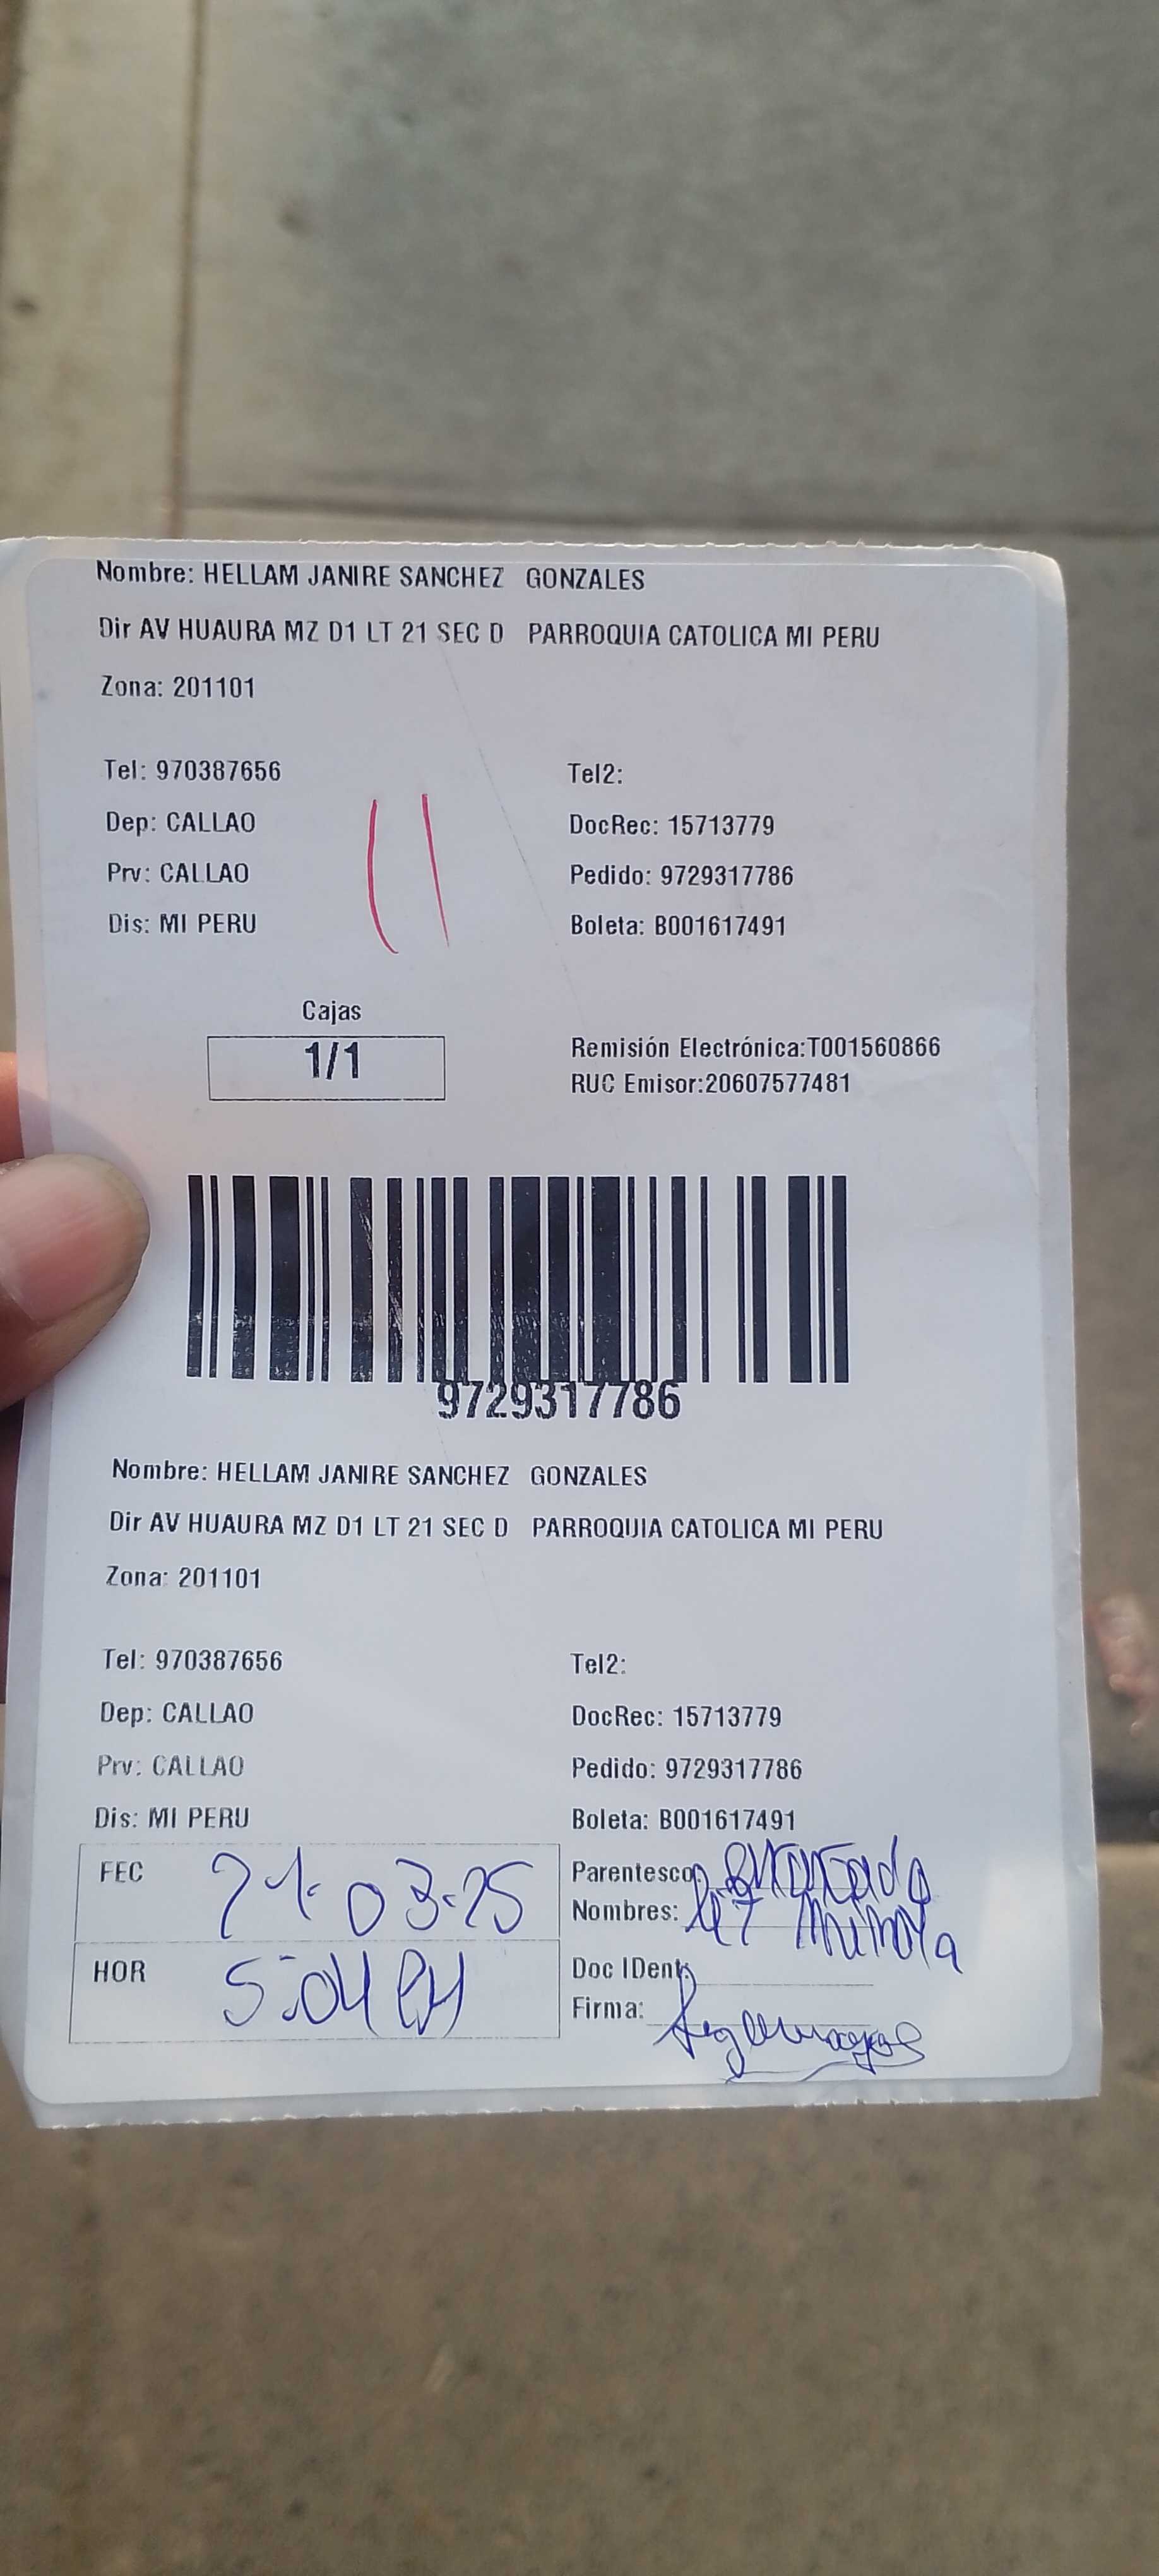 Nombre: HELLAM JANIRE SANCHEZ GONZALES
Dir AV HUAURA MZ D1 LT 21 SEC D PARROQUIA CATOLICA MI PERU
Zona: 201101
Tel: 970387656 Tel2:
Dep: CALLAO DocRec: 15713779
Prv: CALLAO Pedido: 9729317786
Dis: MI PERU Boleta: B001617491
Cajas
1/1
Remisión Electrónica:T001560866
RUC Emisor:20607577481
9729317786
Nombre: HELLAM JANIRE SANCHEZ GONZALES
Dir AV HUAURA MZ D1 LT 21 SEC D PARROQUIA CATOLICA MI PERU
Zona: 201101
Tel: 970387656 Tel2:
Dep: CALLAO DocRec: 15713779
Prv: CALLAO Pedido: 9729317786
Dis: MI PERU Boleta: B001617491
FEC Parentesco:
Nombres:
HOR 5:04 PM Doc IDent:
Firma: